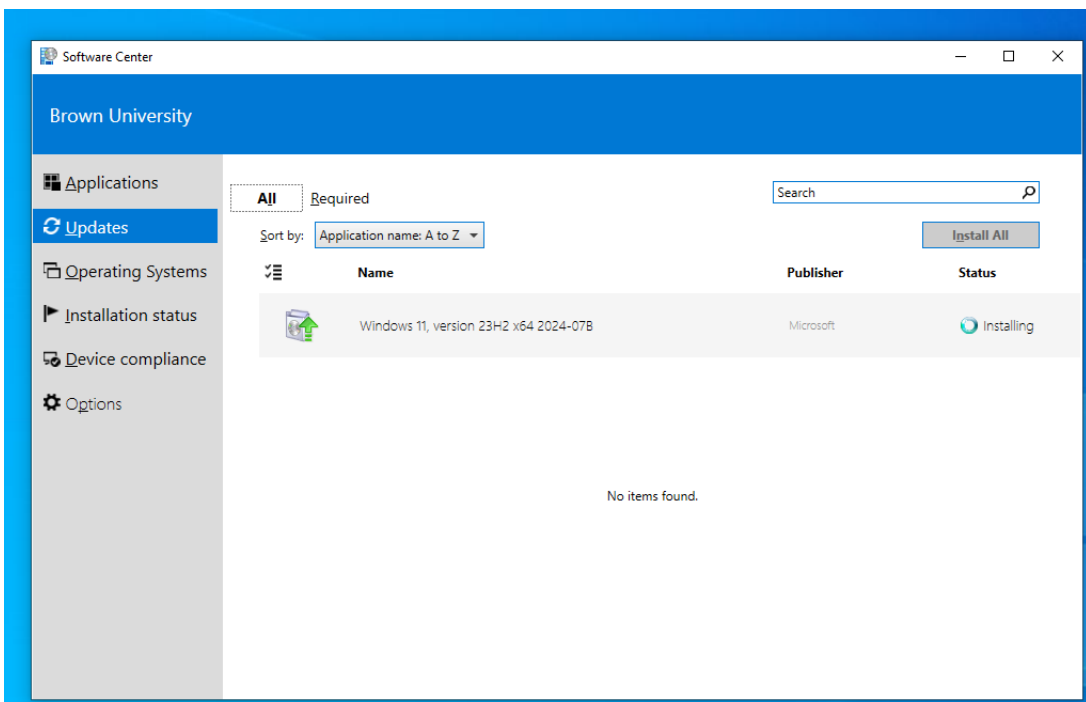 Software Center
Brown University
Applications
Updates
Operating Systems
Installation status
Device compliance
Options
All Required
Search
Sort by: Application name: A to Z
Install All
Name Publisher Status
Windows 11, version 23H2 x64 2024-07B Microsoft Installing
No items found.